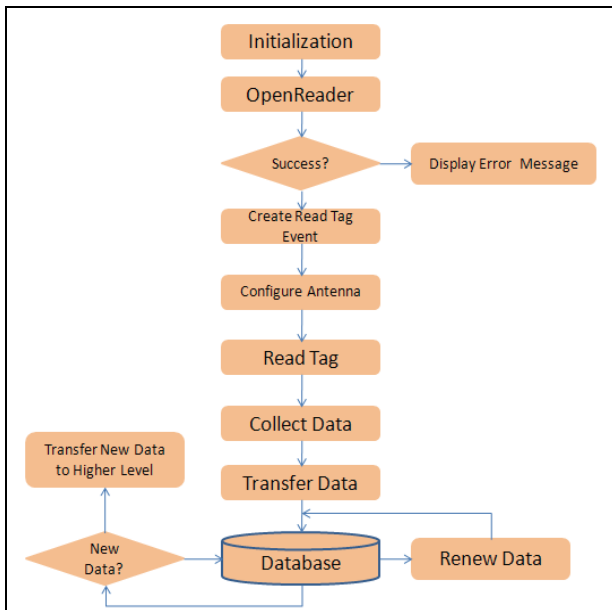 Initialization
OpenReader
Success?
Display Error Message
Create Read Tag
Event
Configure Antenna
Read Tag
Collect Data
Transfer New Data
to Higher Level
Transfer Data
New
Data?
Database
Renew Data